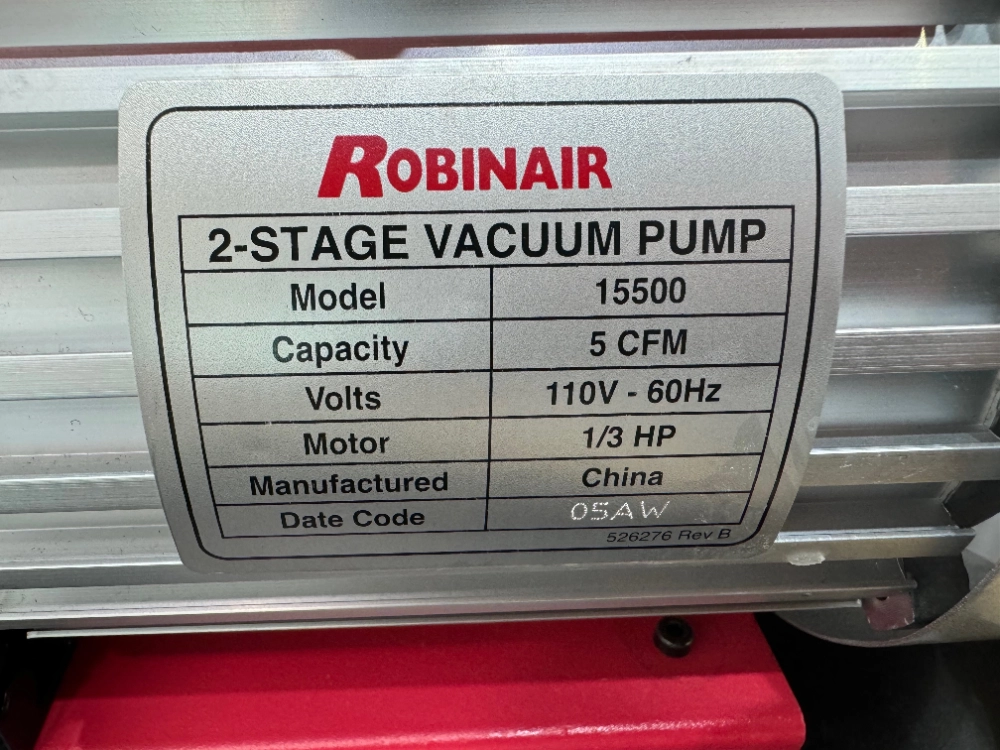 ROBINAIR
2-STAGE VACUUM PUMP
Model 15500
Capacity 5 CFM
Volts 110V - 60Hz
Motor 1/3 HP
Manufactured China
Date Code 05AW
526276 Rev B